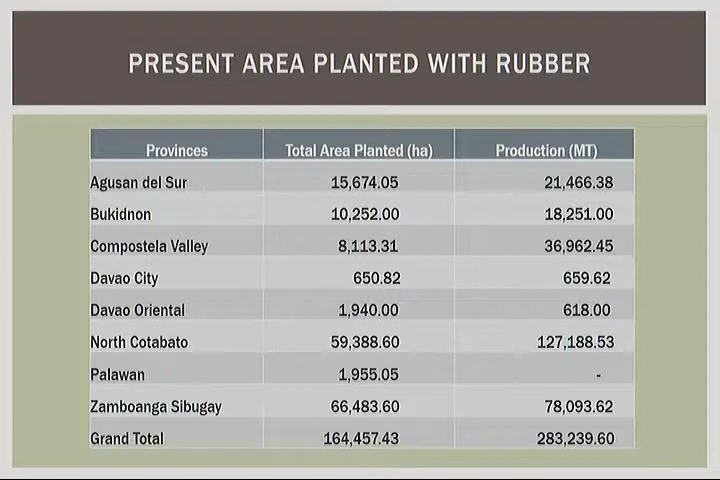 PRESENT AREA PLANTED WITH RUBBER
Provinces Total Area Planted (ha) Production (MT)
Agusan del Sur 15,674.05 21,466.38
Bukidnon 10,252.00 18,251.00
Compostela Valley 8,113.31 36,962.45
Davao City 650.82 659.62
Davao Oriental 1,940.00 618.00
North Cotabato 59,388.60 127,188.53
Palawan 1,955.05 -
Zamboanga Sibugay 66,483.60 78,093.62
Grand Total 164,457.43 283,239.60